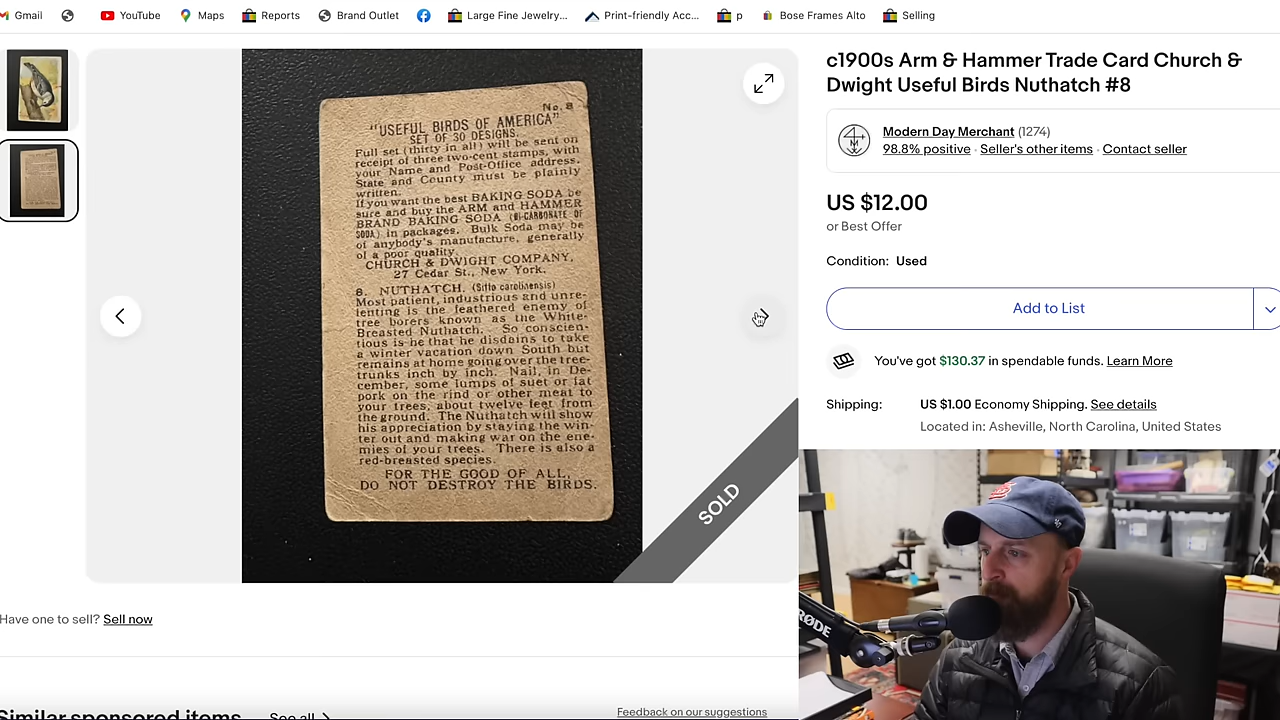 Gmail
YouTube
Maps
Reports
Brand Outlet
Large Fine Jewelry...
Print-friendly Acc...
p
Bose Frames Alto
Selling
No. 8
"USEFUL BIRDS OF AMERICA"
SET OF 30 DESIGNS.
Full set (thirty in all) will be sent on
receipt of three two-cent stamps, with
your Name and Post-Office address.
State and County must be plainly
written.
If you want the best BAKING SODA be
sure and buy the ARM and HAMMER
BRAND BAKING SODA (BI-CARBONATE OF
SODA) in packages. Bulk Soda may be
of anybody's manufacture, generally
of a poor quality.
CHURCH & DWIGHT COMPANY,
27 Cedar St., New York.
8. NUTHATCH. (Sitta carolinensis)
Most patient, industrious and unre-
lenting is the feathered enemy of
tree borers known as the White-
Breasted Nuthatch. So conscien-
tious is he that he disdains to take
a winter vacation down South but
remains at home going over the tree-
trunks inch by inch. Nail, in De-
cember, some lumps of suet or fat
pork on the rind or other meat to
your trees, about twelve feet from
the ground. The Nuthatch will show
his appreciation by staying the win-
ter out and making war on the ene-
mies of your trees. There is also a
red-breasted species.
FOR THE GOOD OF ALL,
DO NOT DESTROY THE BIRDS.
SOLD
Have one to sell? Sell now
Similar sponsored items See all
Feedback on our suggestions
c1900s Arm & Hammer Trade Card Church &
Dwight Useful Birds Nuthatch #8
Modern Day Merchant (1274)
98.8% positive · Seller's other items · Contact seller
US $12.00
or Best Offer
Condition: Used
Add to List
You've got $130.37 in spendable funds. Learn More
Shipping: US $1.00 Economy Shipping. See details
Located in: Asheville, North Carolina, United States
RØDE